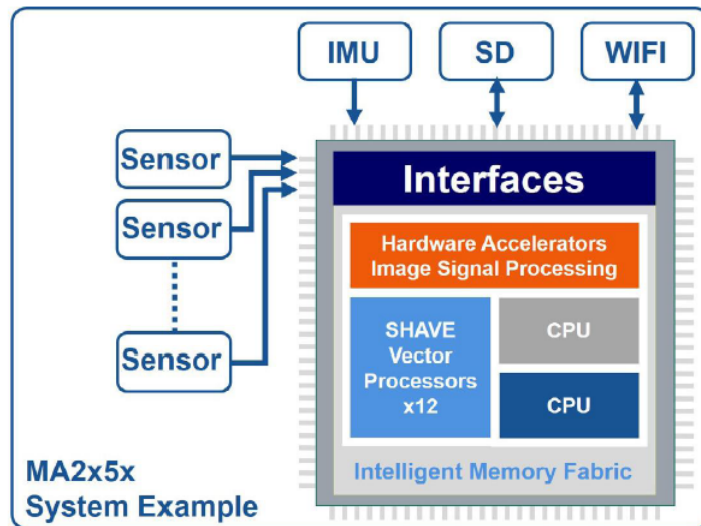 IMU
SD
WIFI
Sensor
Sensor
Sensor
Interfaces
Hardware Accelerators
Image Signal Processing
SHAVE
Vector
Processors
x12
CPU
CPU
Intelligent Memory Fabric
MA2x5x
System Example